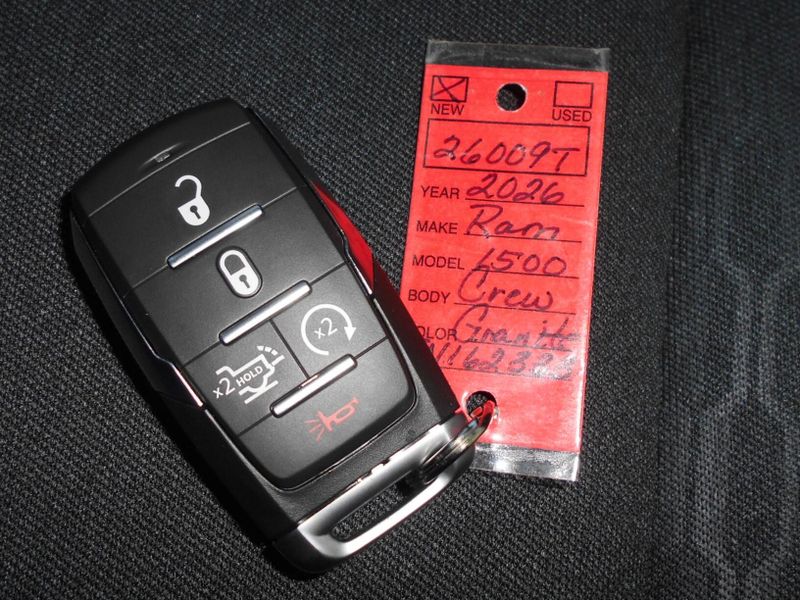 NEW USED
26009T
YEAR 2026
MAKE Ram
MODEL 1500
BODY Crew
OLOR Granite
x2
x2 HOLD